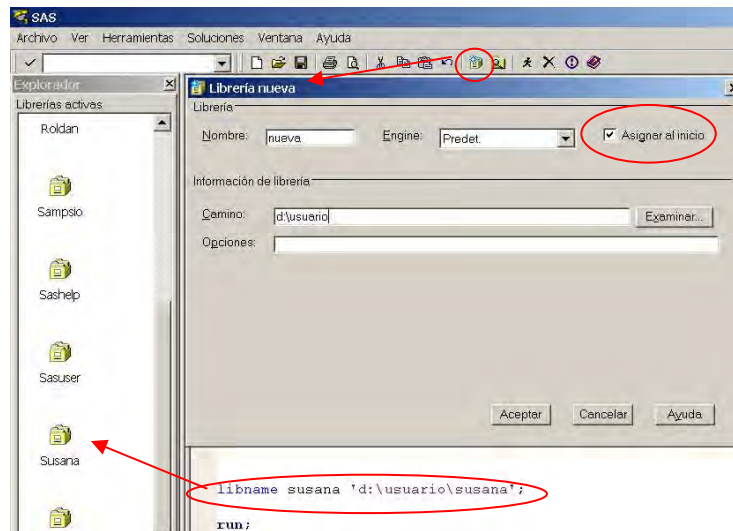 SAS
Archivo Ver Herramientas Soluciones Ventana Ayuda
Explorador
Librerías activas
Roldan
Sampsio
Sashelp
Sasuser
Susana
Librería nueva
Librería
Nombre: nueva Engine: Predet. Asignar al inicio
Información de librería
Camino: d:\usuario Examinar...
Opciones:
Aceptar Cancelar Ayuda
libname susana 'd:\usuario\susana';
run;